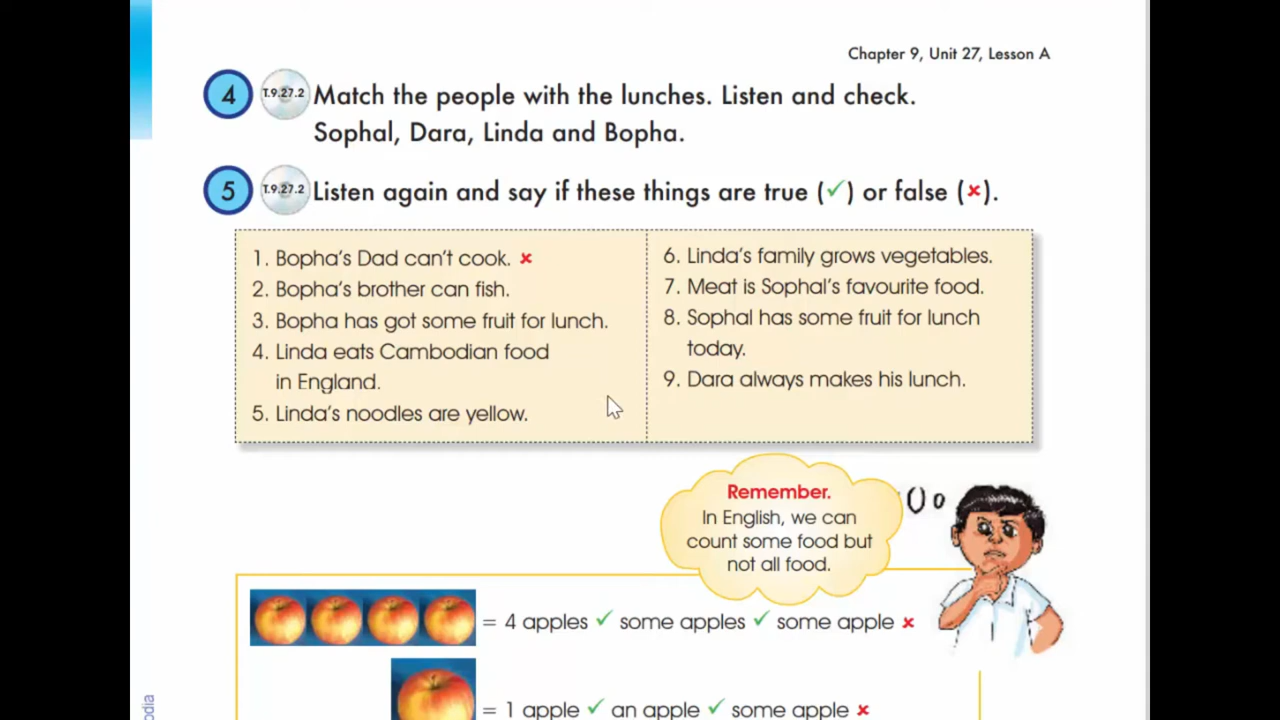 Chapter 9, Unit 27, Lesson A
4 T.9.27.2 Match the people with the lunches. Listen and check.
Sophal, Dara, Linda and Bopha.
5 T.9.27.2 Listen again and say if these things are true (✓) or false (✗).
1. Bopha's Dad can't cook. ✗
2. Bopha's brother can fish.
3. Bopha has got some fruit for lunch.
4. Linda eats Cambodian food
in England.
5. Linda's noodles are yellow.
6. Linda's family grows vegetables.
7. Meat is Sophal's favourite food.
8. Sophal has some fruit for lunch
today.
9. Dara always makes his lunch.
Remember.
In English, we can
count some food but
not all food.
= 4 apples ✓ some apples ✓ some apple ✗
= 1 apple ✓ an apple ✓ some apple ✗